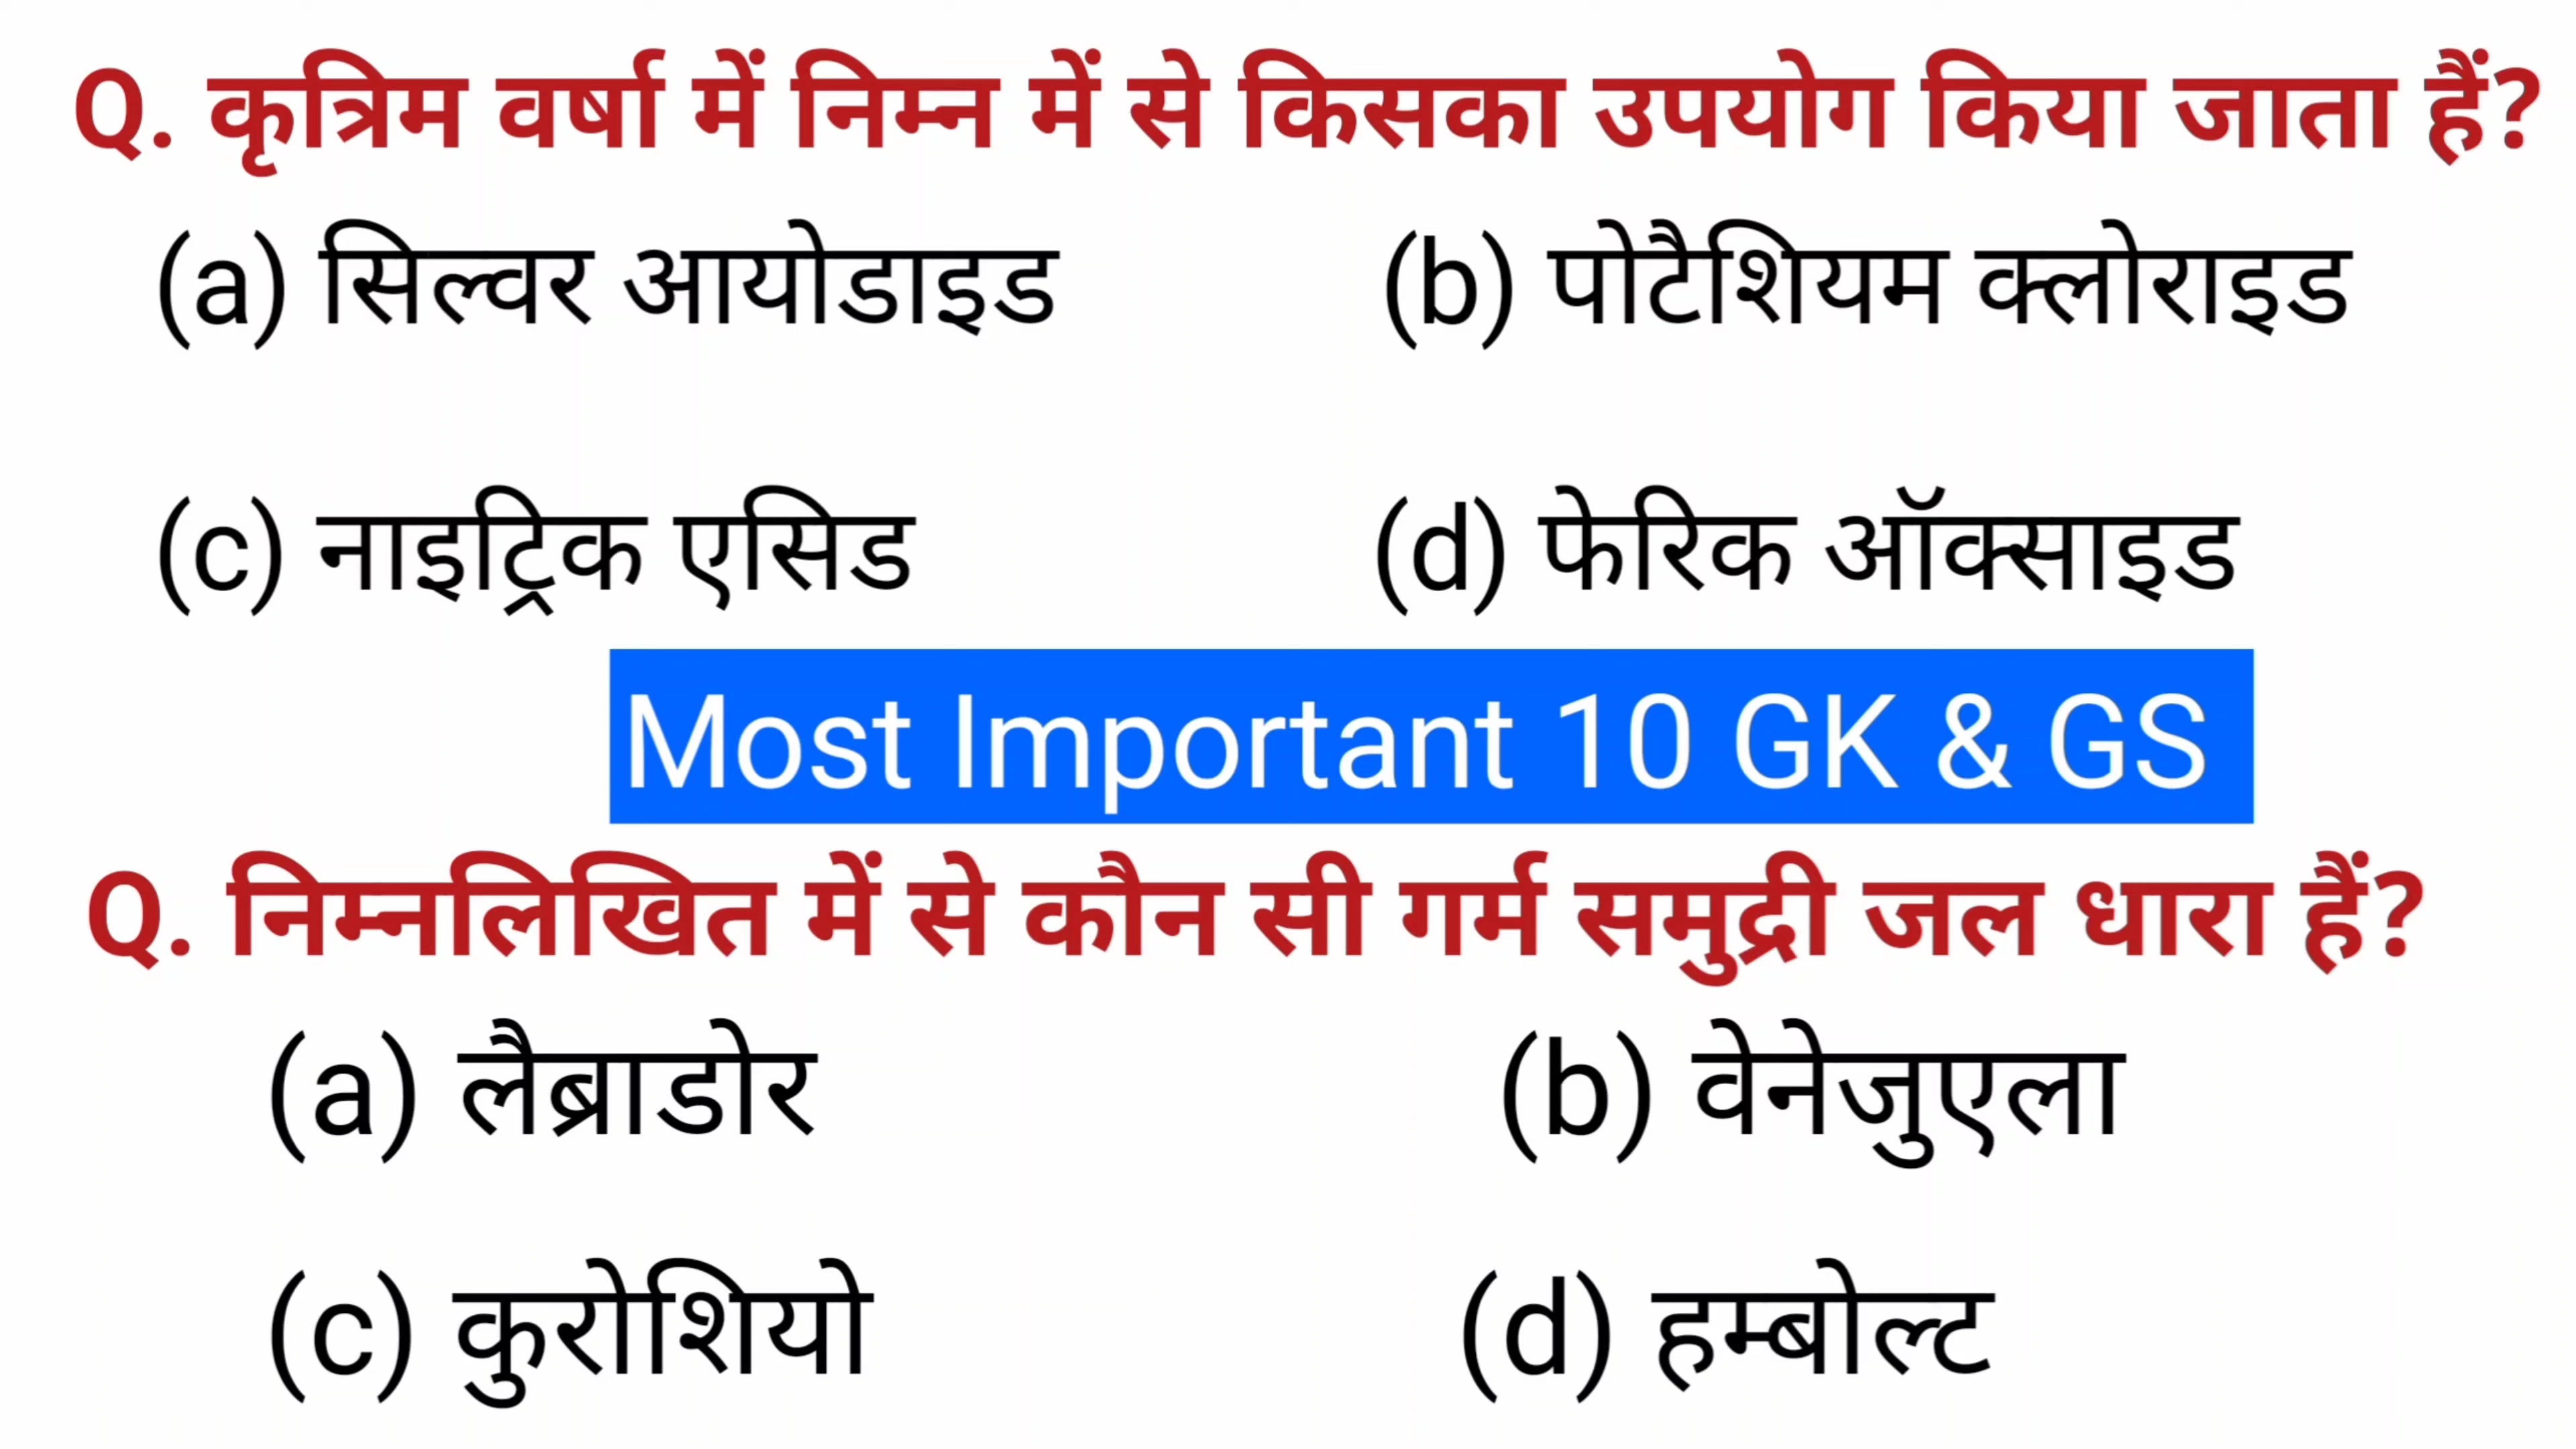 Q. कृत्रिम वर्षा में निम्न में से किसका उपयोग किया जाता हैं?
(a) सिल्वर आयोडाइड (b) पोटैशियम क्लोराइड
(c) नाइट्रिक एसिड (d) फेरिक ऑक्साइड
Most Important 10 GK & GS
Q. निम्नलिखित में से कौन सी गर्म समुद्री जल धारा हैं?
(a) लैब्राडोर (b) वेनेजुएला
(c) कुरोशियो (d) हम्बोल्ट